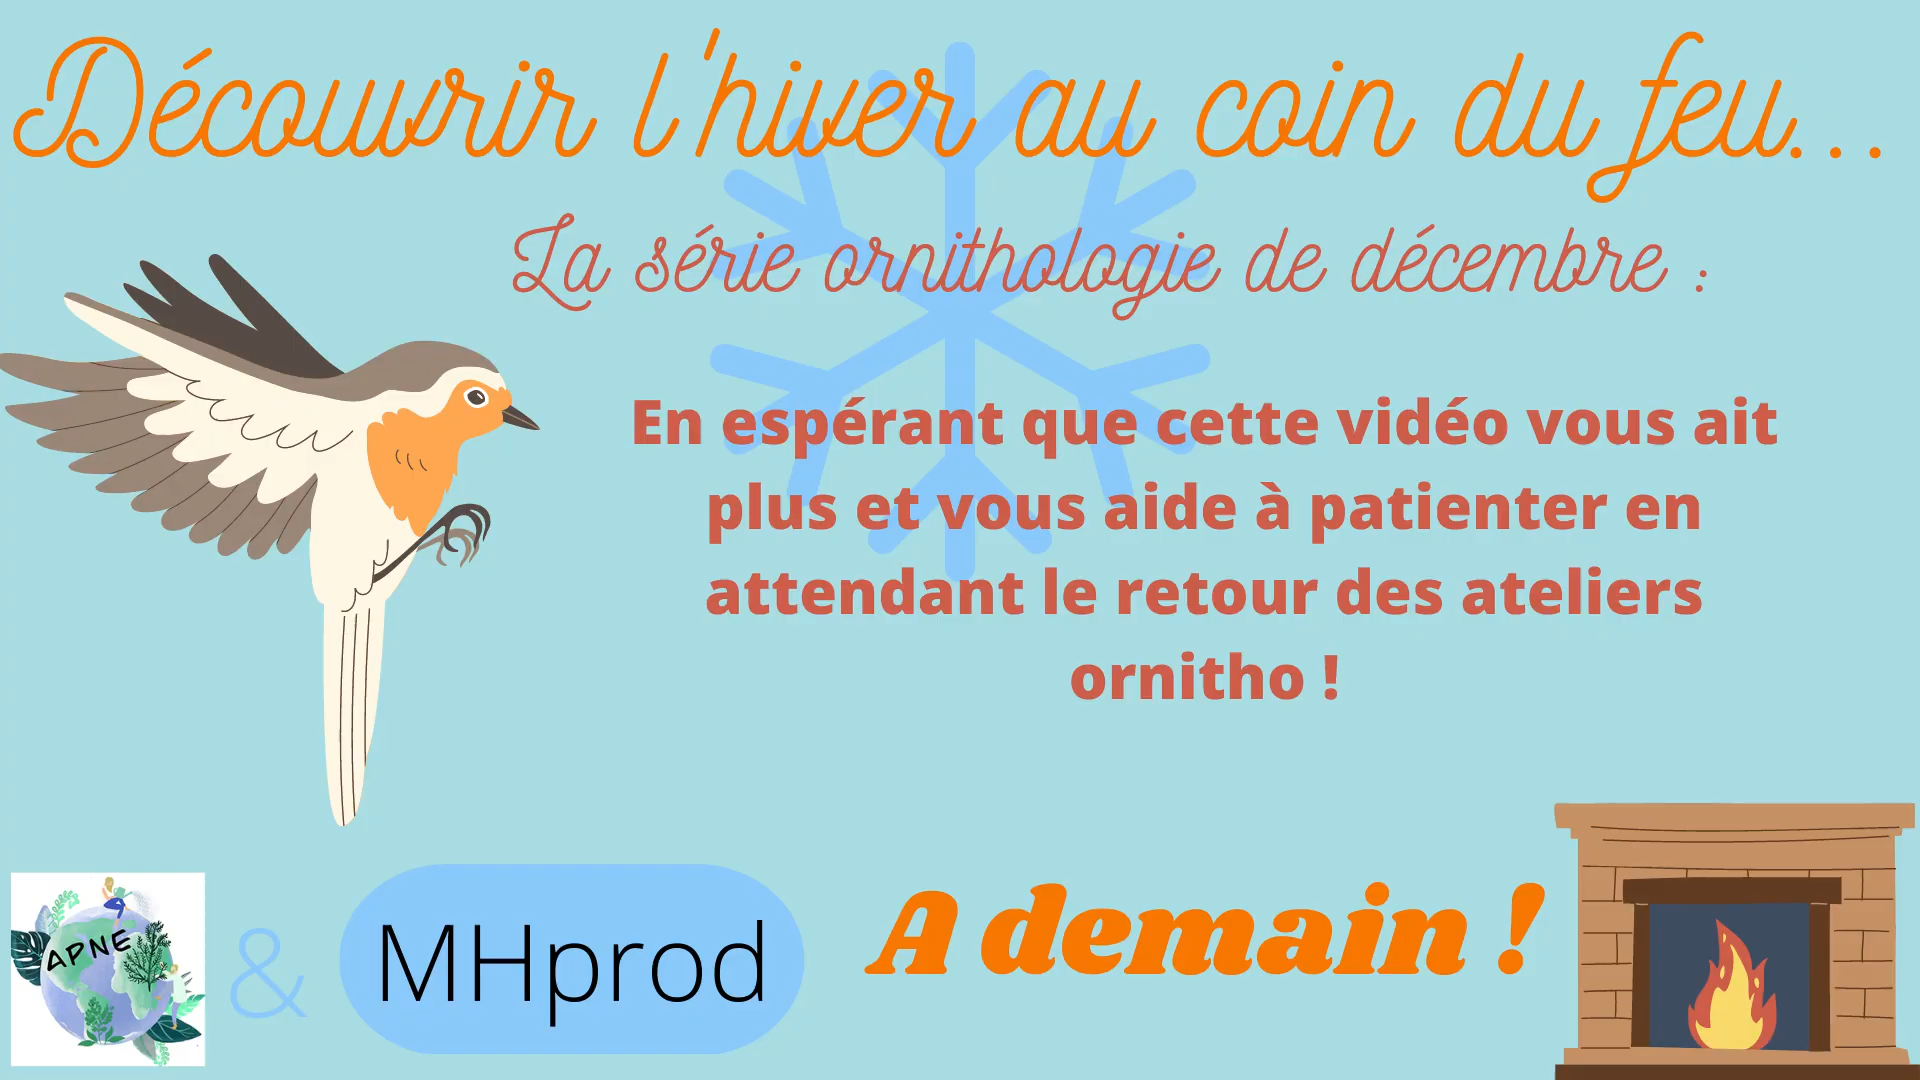 Découvrir l'hiver au coin du feu...
La série ornithologie de décembre :
En espérant que cette vidéo vous ait
plus et vous aide à patienter en
attendant le retour des ateliers
ornitho !
APNE
&
MHprod
A demain !